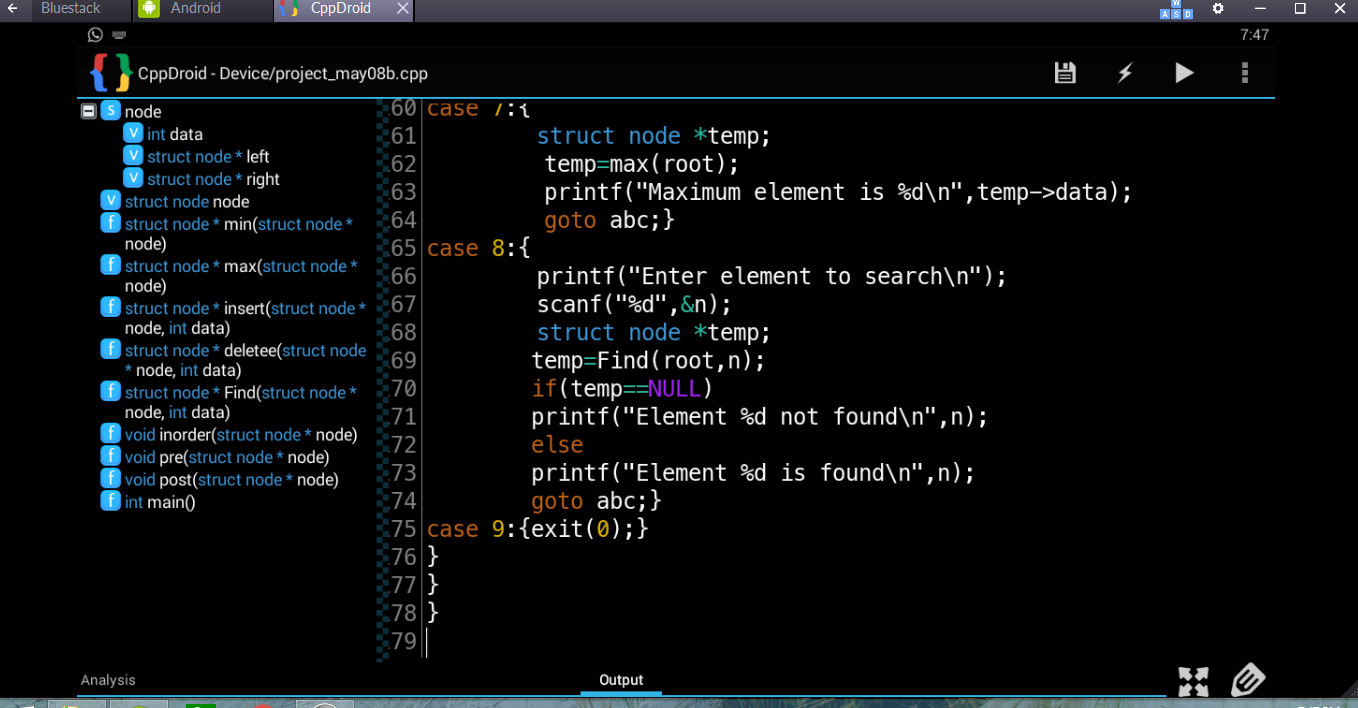 Bluestack Android CppDroid
W
A S D
7:47
CppDroid - Device/project_may08b.cpp
S node
V int data
V struct node * left
V struct node * right
V struct node node
f struct node * min(struct node *
node)
f struct node * max(struct node *
node)
f struct node * insert(struct node *
node, int data)
f struct node * deletee(struct node
* node, int data)
f struct node * Find(struct node *
node, int data)
f void inorder(struct node * node)
f void pre(struct node * node)
f void post(struct node * node)
f int main()
60 case 7:{
61 struct node *temp;
62 temp=max(root);
63 printf("Maximum element is %d\n",temp->data);
64 goto abc;}
65 case 8:{
66 printf("Enter element to search\n");
67 scanf("%d",&n);
68 struct node *temp;
69 temp=Find(root,n);
70 if(temp==NULL)
71 printf("Element %d not found\n",n);
72 else
73 printf("Element %d is found\n",n);
74 goto abc;}
75 case 9:{exit(0);}
76 }
77 }
78 }
79
Analysis Output